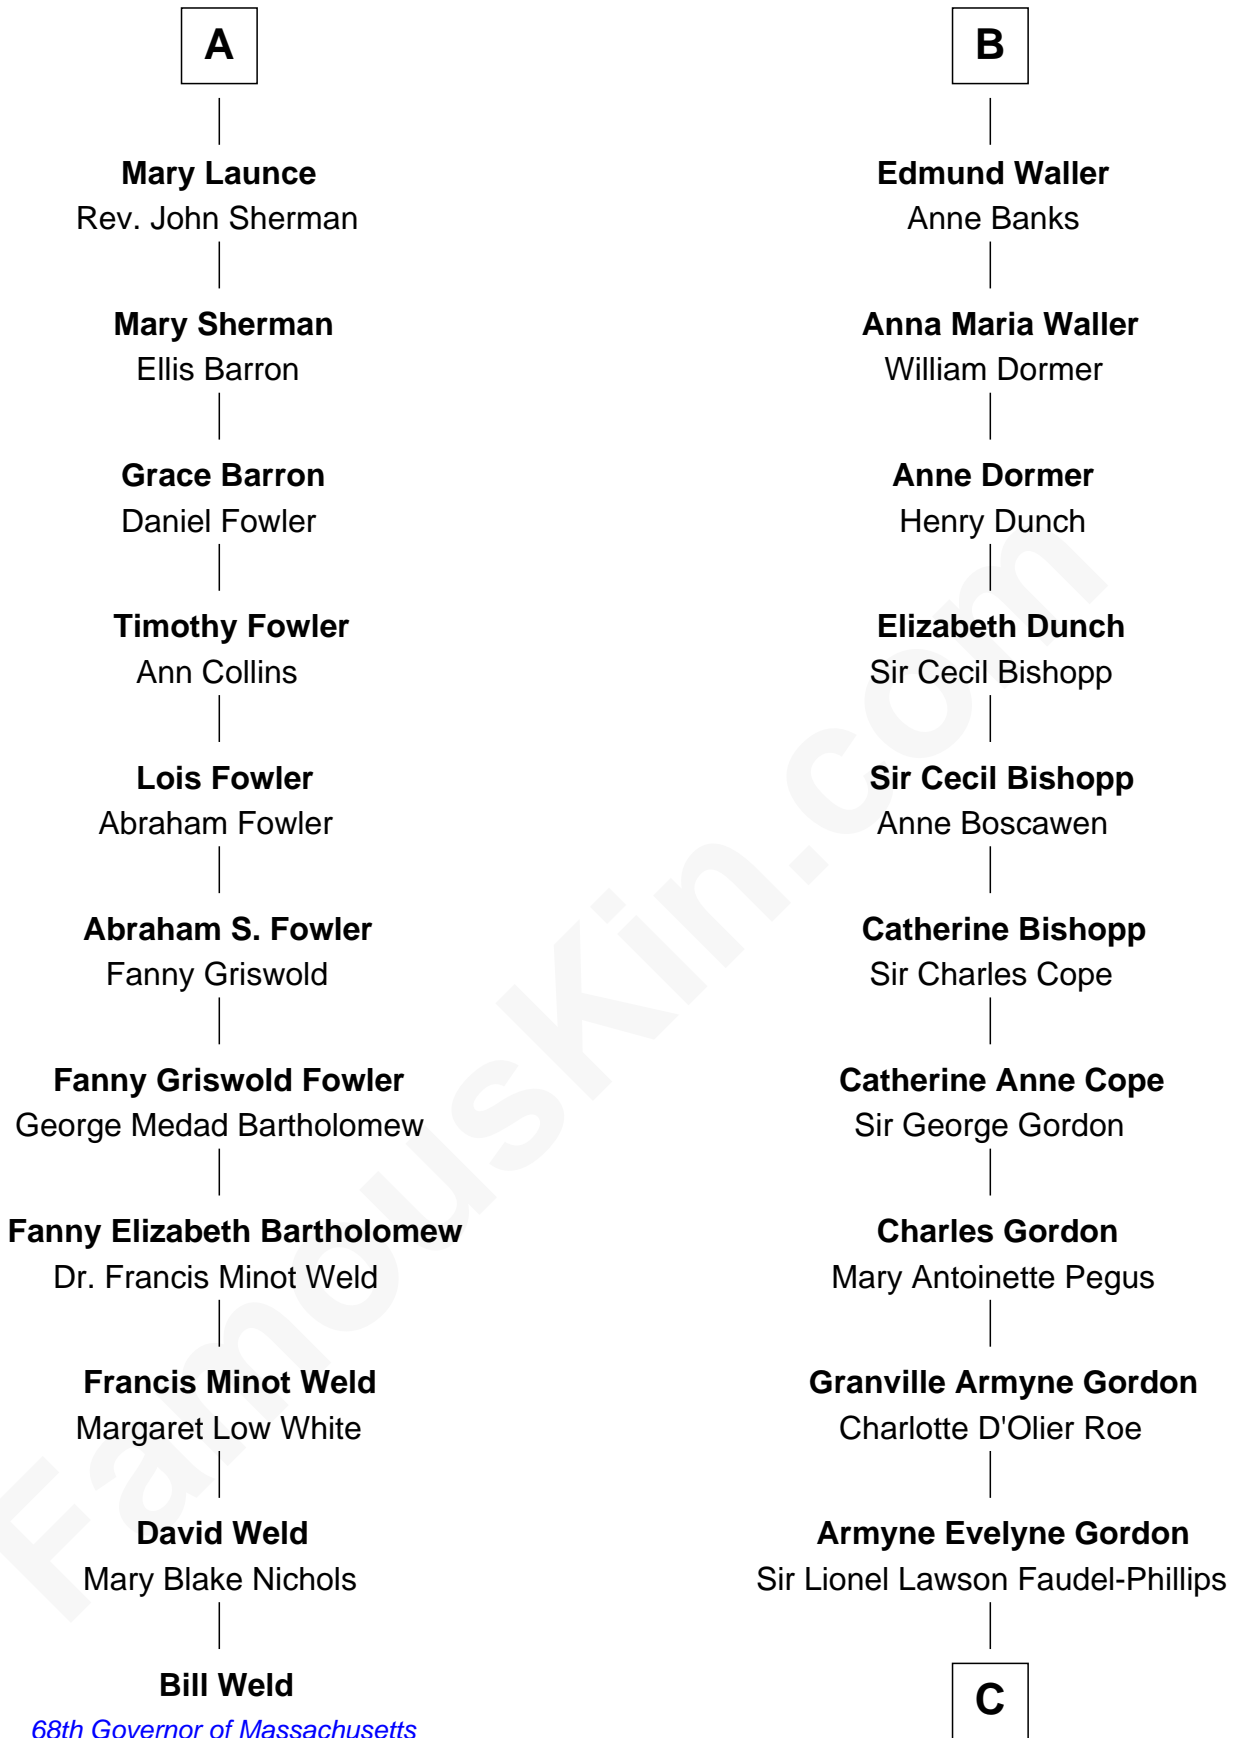 A
Mary Launce
Rev. John Sherman
Mary Sherman
Ellis Barron
Grace Barron
Daniel Fowler
Timothy Fowler
Ann Collins
Lois Fowler
Abraham Fowler
Abraham S. Fowler
Fanny Griswold
Fanny Griswold Fowler
George Medad Bartholomew
Fanny Elizabeth Bartholomew
Dr. Francis Minot Weld
Francis Minot Weld
Margaret Low White
David Weld
Mary Blake Nichols
Bill Weld
68th Governor of Massachusetts
B
Edmund Waller
Anne Banks
Anna Maria Waller
William Dormer
Anne Dormer
Henry Dunch
Elizabeth Dunch
Sir Cecil Bishopp
Sir Cecil Bishopp
Anne Boscawen
Catherine Bishopp
Sir Charles Cope
Catherine Anne Cope
Sir George Gordon
Charles Gordon
Mary Antoinette Pegus
Granville Armyne Gordon
Charlotte D'Olier Roe
Armyne Evelyne Gordon
Sir Lionel Lawson Faudel-Phillips
C
FamousKin.com